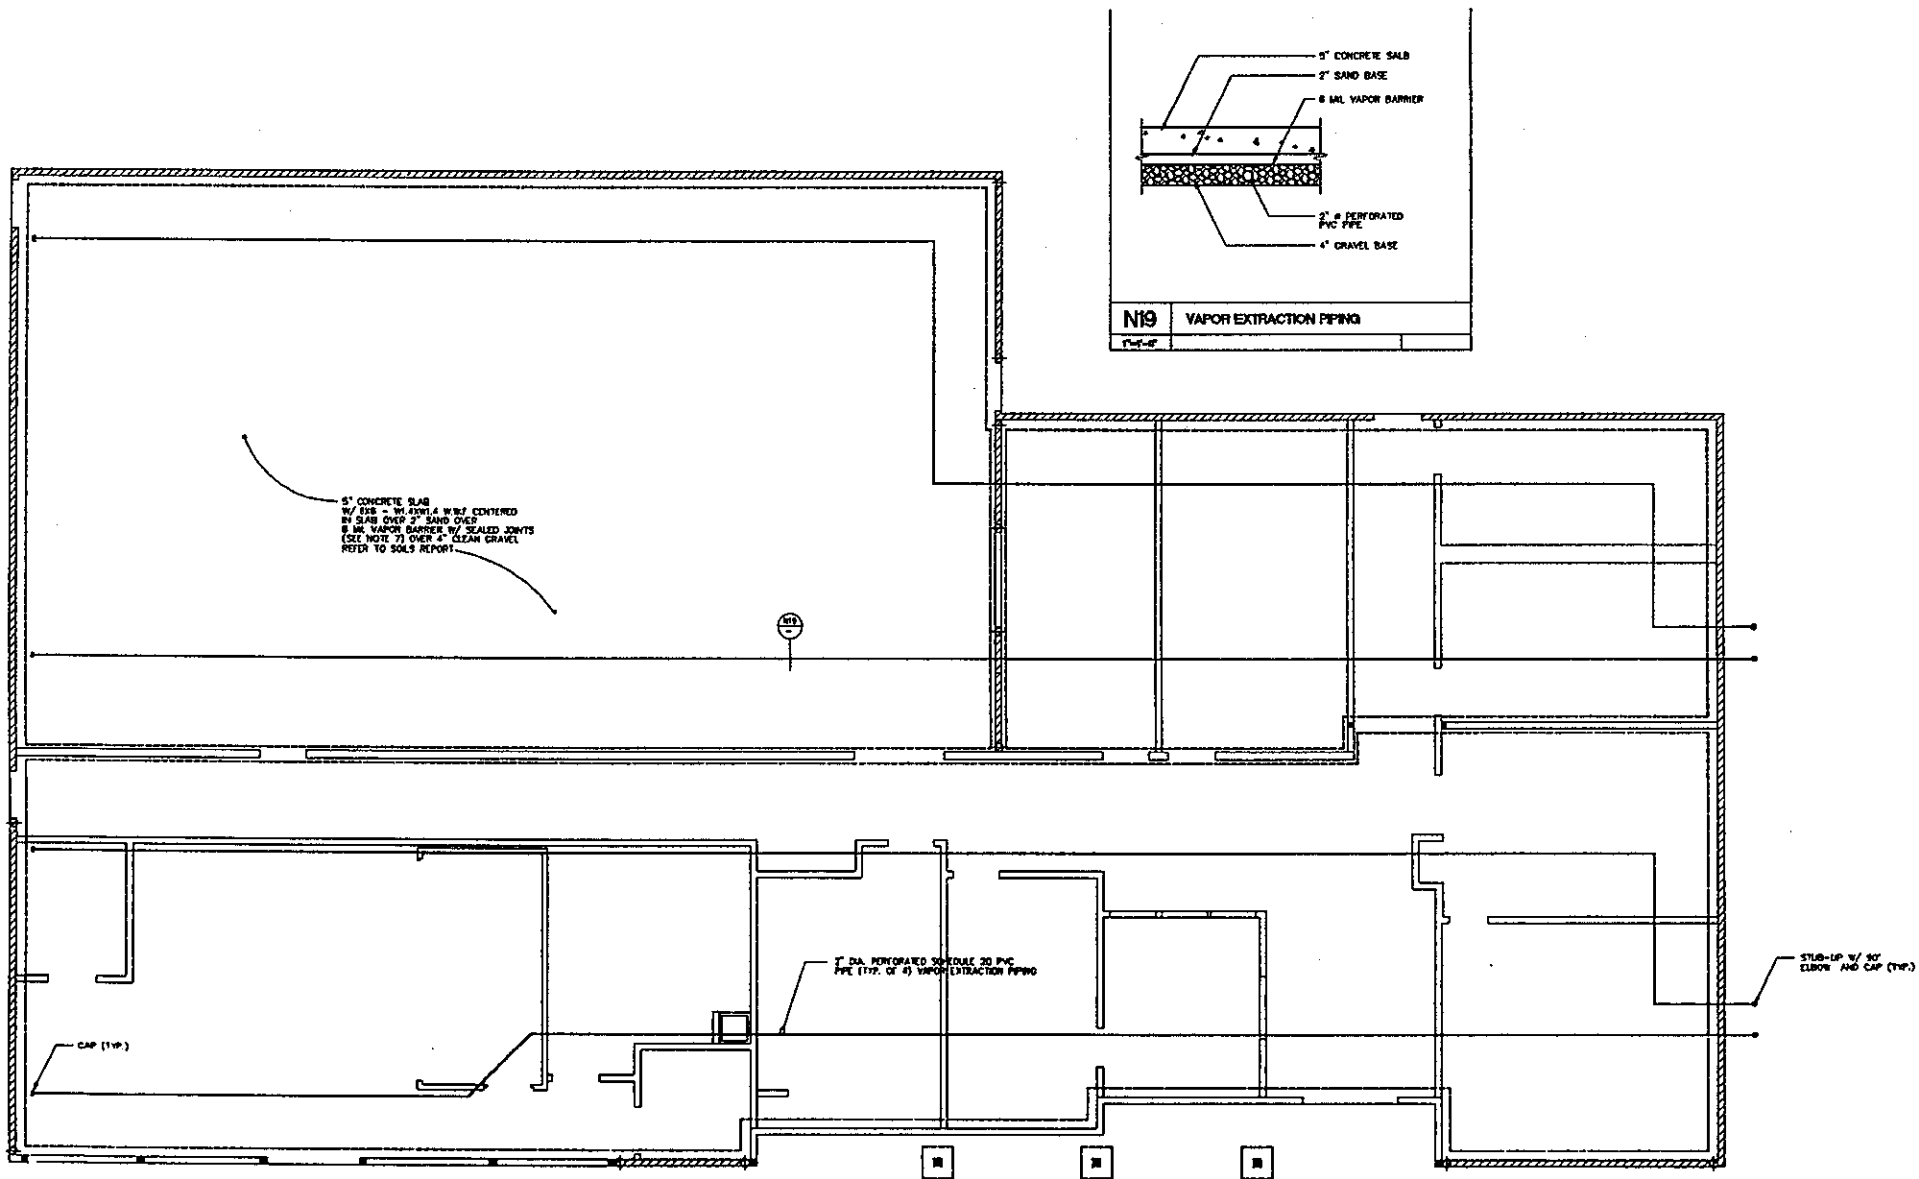 5" CONCRETE SALB
2" SAND BASE
6 MIL VAPOR BARRIER
2" ø PERFORATED
PVC PIPE
4" GRAVEL BASE
N19 VAPOR EXTRACTION PIPING
5" CONCRETE SLAB
W/ 6X6 - W1.4XW1.4 W.W.F CENTERED
IN SLAB OVER 2" SAND OVER
6 MIL VAPOR BARRIER W/ SEALED JOINTS
(SEE NOTE 7) OVER 4" CLEAN GRAVEL
REFER TO SOILS REPORT
N19
-
2" DIA. PERFORATED SCHEDULE 20 PVC
PIPE (TYP. OF 4) VAPOR EXTRACTION PIPING
STUB-UP W/ 90°
ELBOW AND CAP (TYP.)
CAP (TYP.)